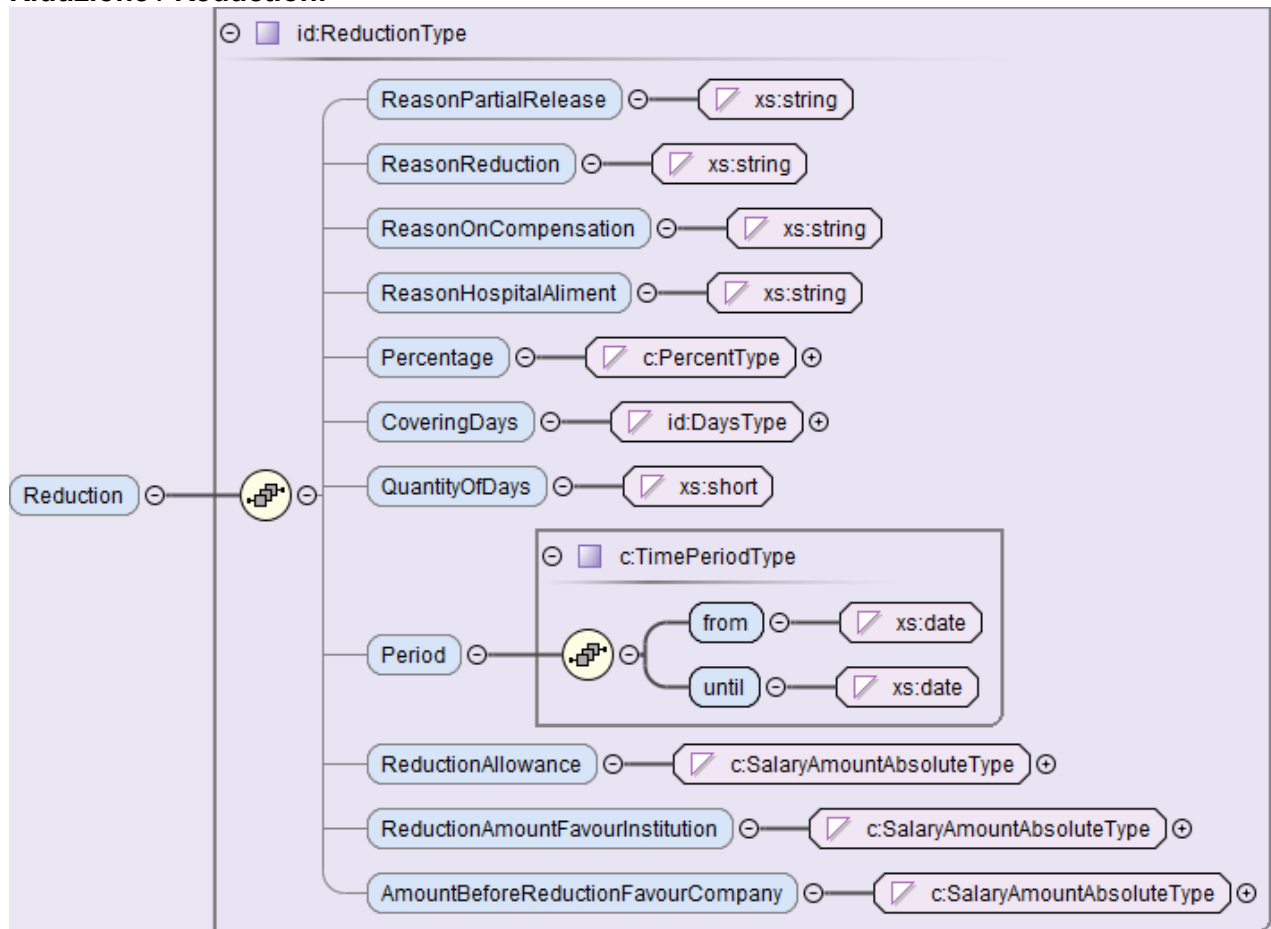 id:ReductionType
ReasonPartialRelease xs:string
ReasonReduction xs:string
ReasonOnCompensation xs:string
ReasonHospitalAliment xs:string
Percentage c:PercentType
CoveringDays id:DaysType
Reduction
QuantityOfDays xs:short
c:TimePeriodType
from xs:date
Period
until xs:date
ReductionAllowance c:SalaryAmountAbsoluteType
ReductionAmountFavourInstitution c:SalaryAmountAbsoluteType
AmountBeforeReductionFavourCompany c:SalaryAmountAbsoluteType